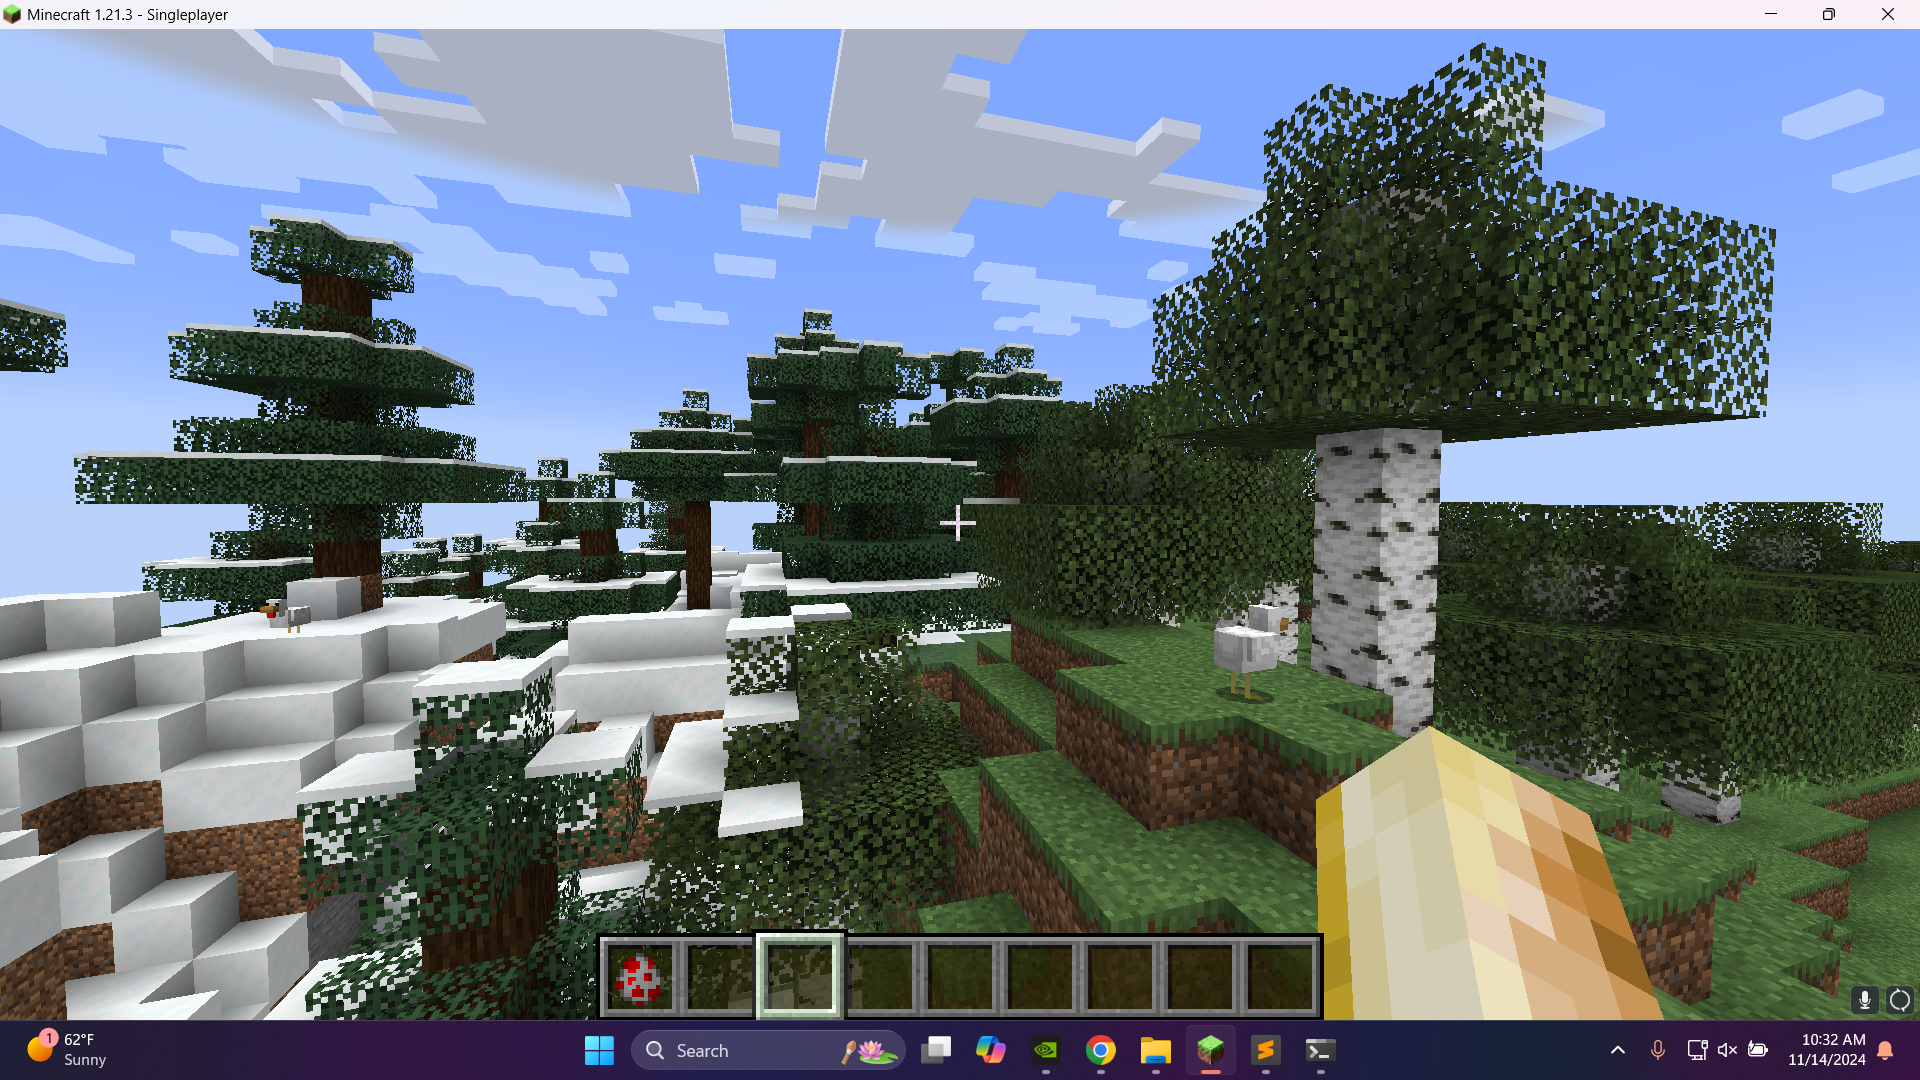 Minecraft 1.21.3 - Singleplayer
1
62°F
Sunny
Search
10:32 AM
11/14/2024